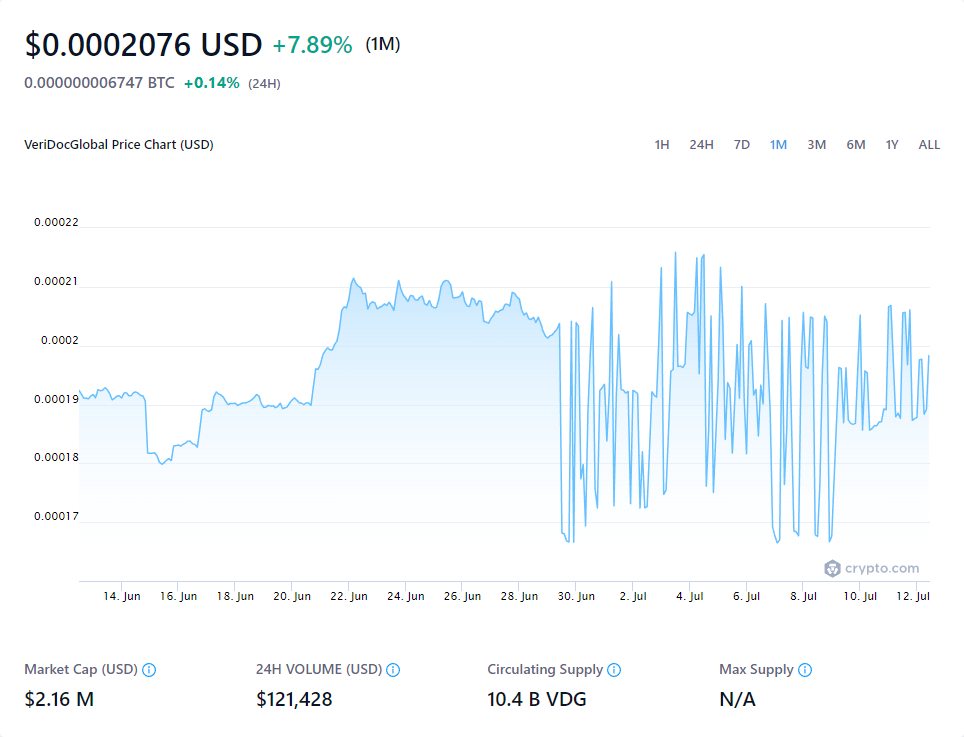 $0.0002076 USD +7.89% (1M)
0.000000006747 BTC +0.14% (24H)
VeriDocGlobal Price Chart (USD)
1H 24H 7D 1M 3M 6M 1Y ALL
0.00022
0.00021
0.0002
0.00019
0.00018
0.00017
crypto.com
14. Jun 16. Jun 18. Jun 20. Jun 22. Jun 24. Jun 26. Jun 28. Jun 30. Jun 2. Jul 4. Jul 6. Jul 8. Jul 10. Jul 12. Jul
Market Cap (USD) 24H VOLUME (USD) Circulating Supply Max Supply
$2.16 M $121,428 10.4 B VDG N/A